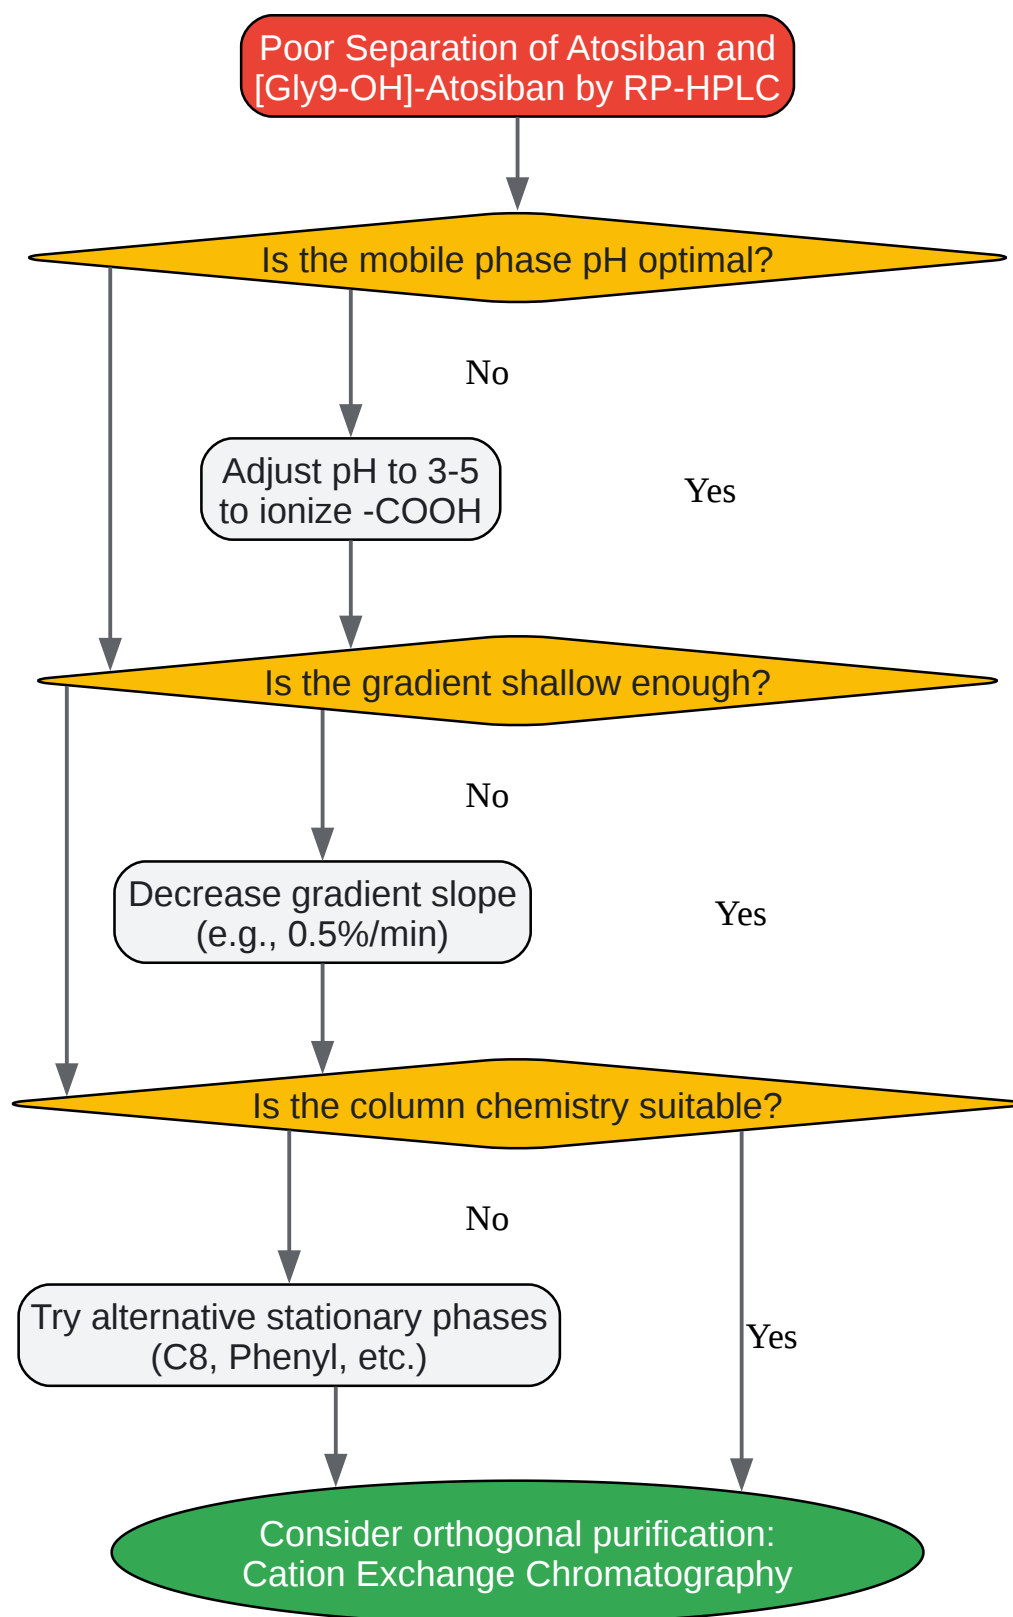 Poor Separation of Atosiban and
[Gly9-OH]-Atosiban by RP-HPLC
Is the mobile phase pH optimal?
No
Adjust pH to 3-5
to ionize -COOH
Yes
Is the gradient shallow enough?
No
Decrease gradient slope
(e.g., 0.5%/min)
Yes
Is the column chemistry suitable?
No
Try alternative stationary phases
(C8, Phenyl, etc.)
Yes
Consider orthogonal purification:
Cation Exchange Chromatography